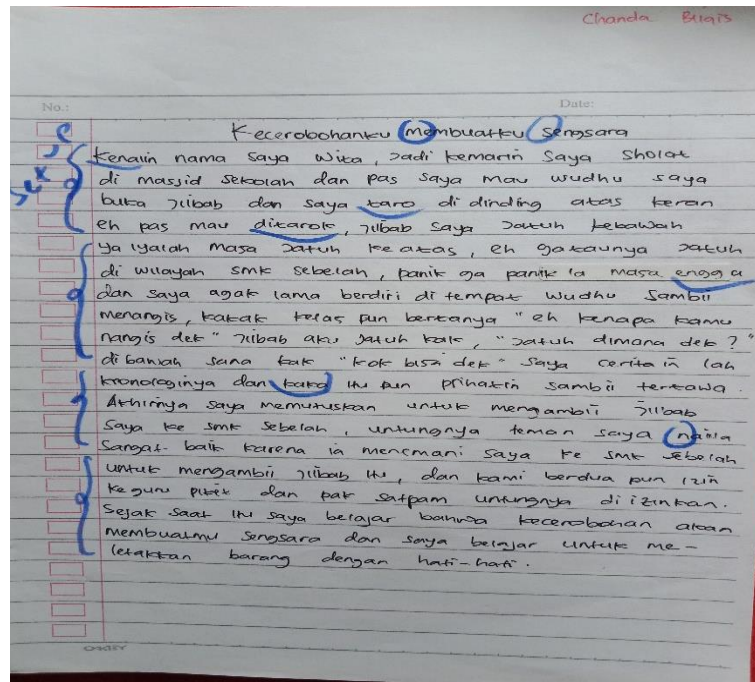 Chanda Bugis
No.:
Date:
Kecerobohanku membuatku sengsara
Kenalin nama saya Wita, Jadi kemarin Saya Sholat
di massjid sekolah dan pas saya mau wudhu saya
buka jilbab dan saya taro di dinding atas keran
eh pas mau ditarok, jilbab saya Jatuh kebawah
ya iyalah masa jatuh ke atas, eh gataunya Jatuh
di wilayah smk sebelah, panik ga panik la masa engga
dan saya agak lama berdiri di tempat wudhu Sambil
menangis, kakak kelas pun bertanya "eh kenapa kamu
nangis dek" jilbab aku jatuh kak, "Jatuh dimana dek?"
di bawah sana kak "kok bisa dek" saya ceritain lah
kronologinya dan kaka itu pun prihatin sambil tertawa.
Akhirnya saya memutuskan untuk mengambil jilbab
Saya ke smk sebelah, untungnya teman saya naila
Sangat baik karena ia menemani saya ke smk sebelah
untuk mengambil jilbab itu, dan kami berdua pun izin
ke guru piket dan pak satpam untungnya di izinkan.
Sejak saat itu saya belajar bahwa kecerobohan akan
membuatmu sengsara dan saya belajar untuk me-
letakkan barang dengan hati-hati.